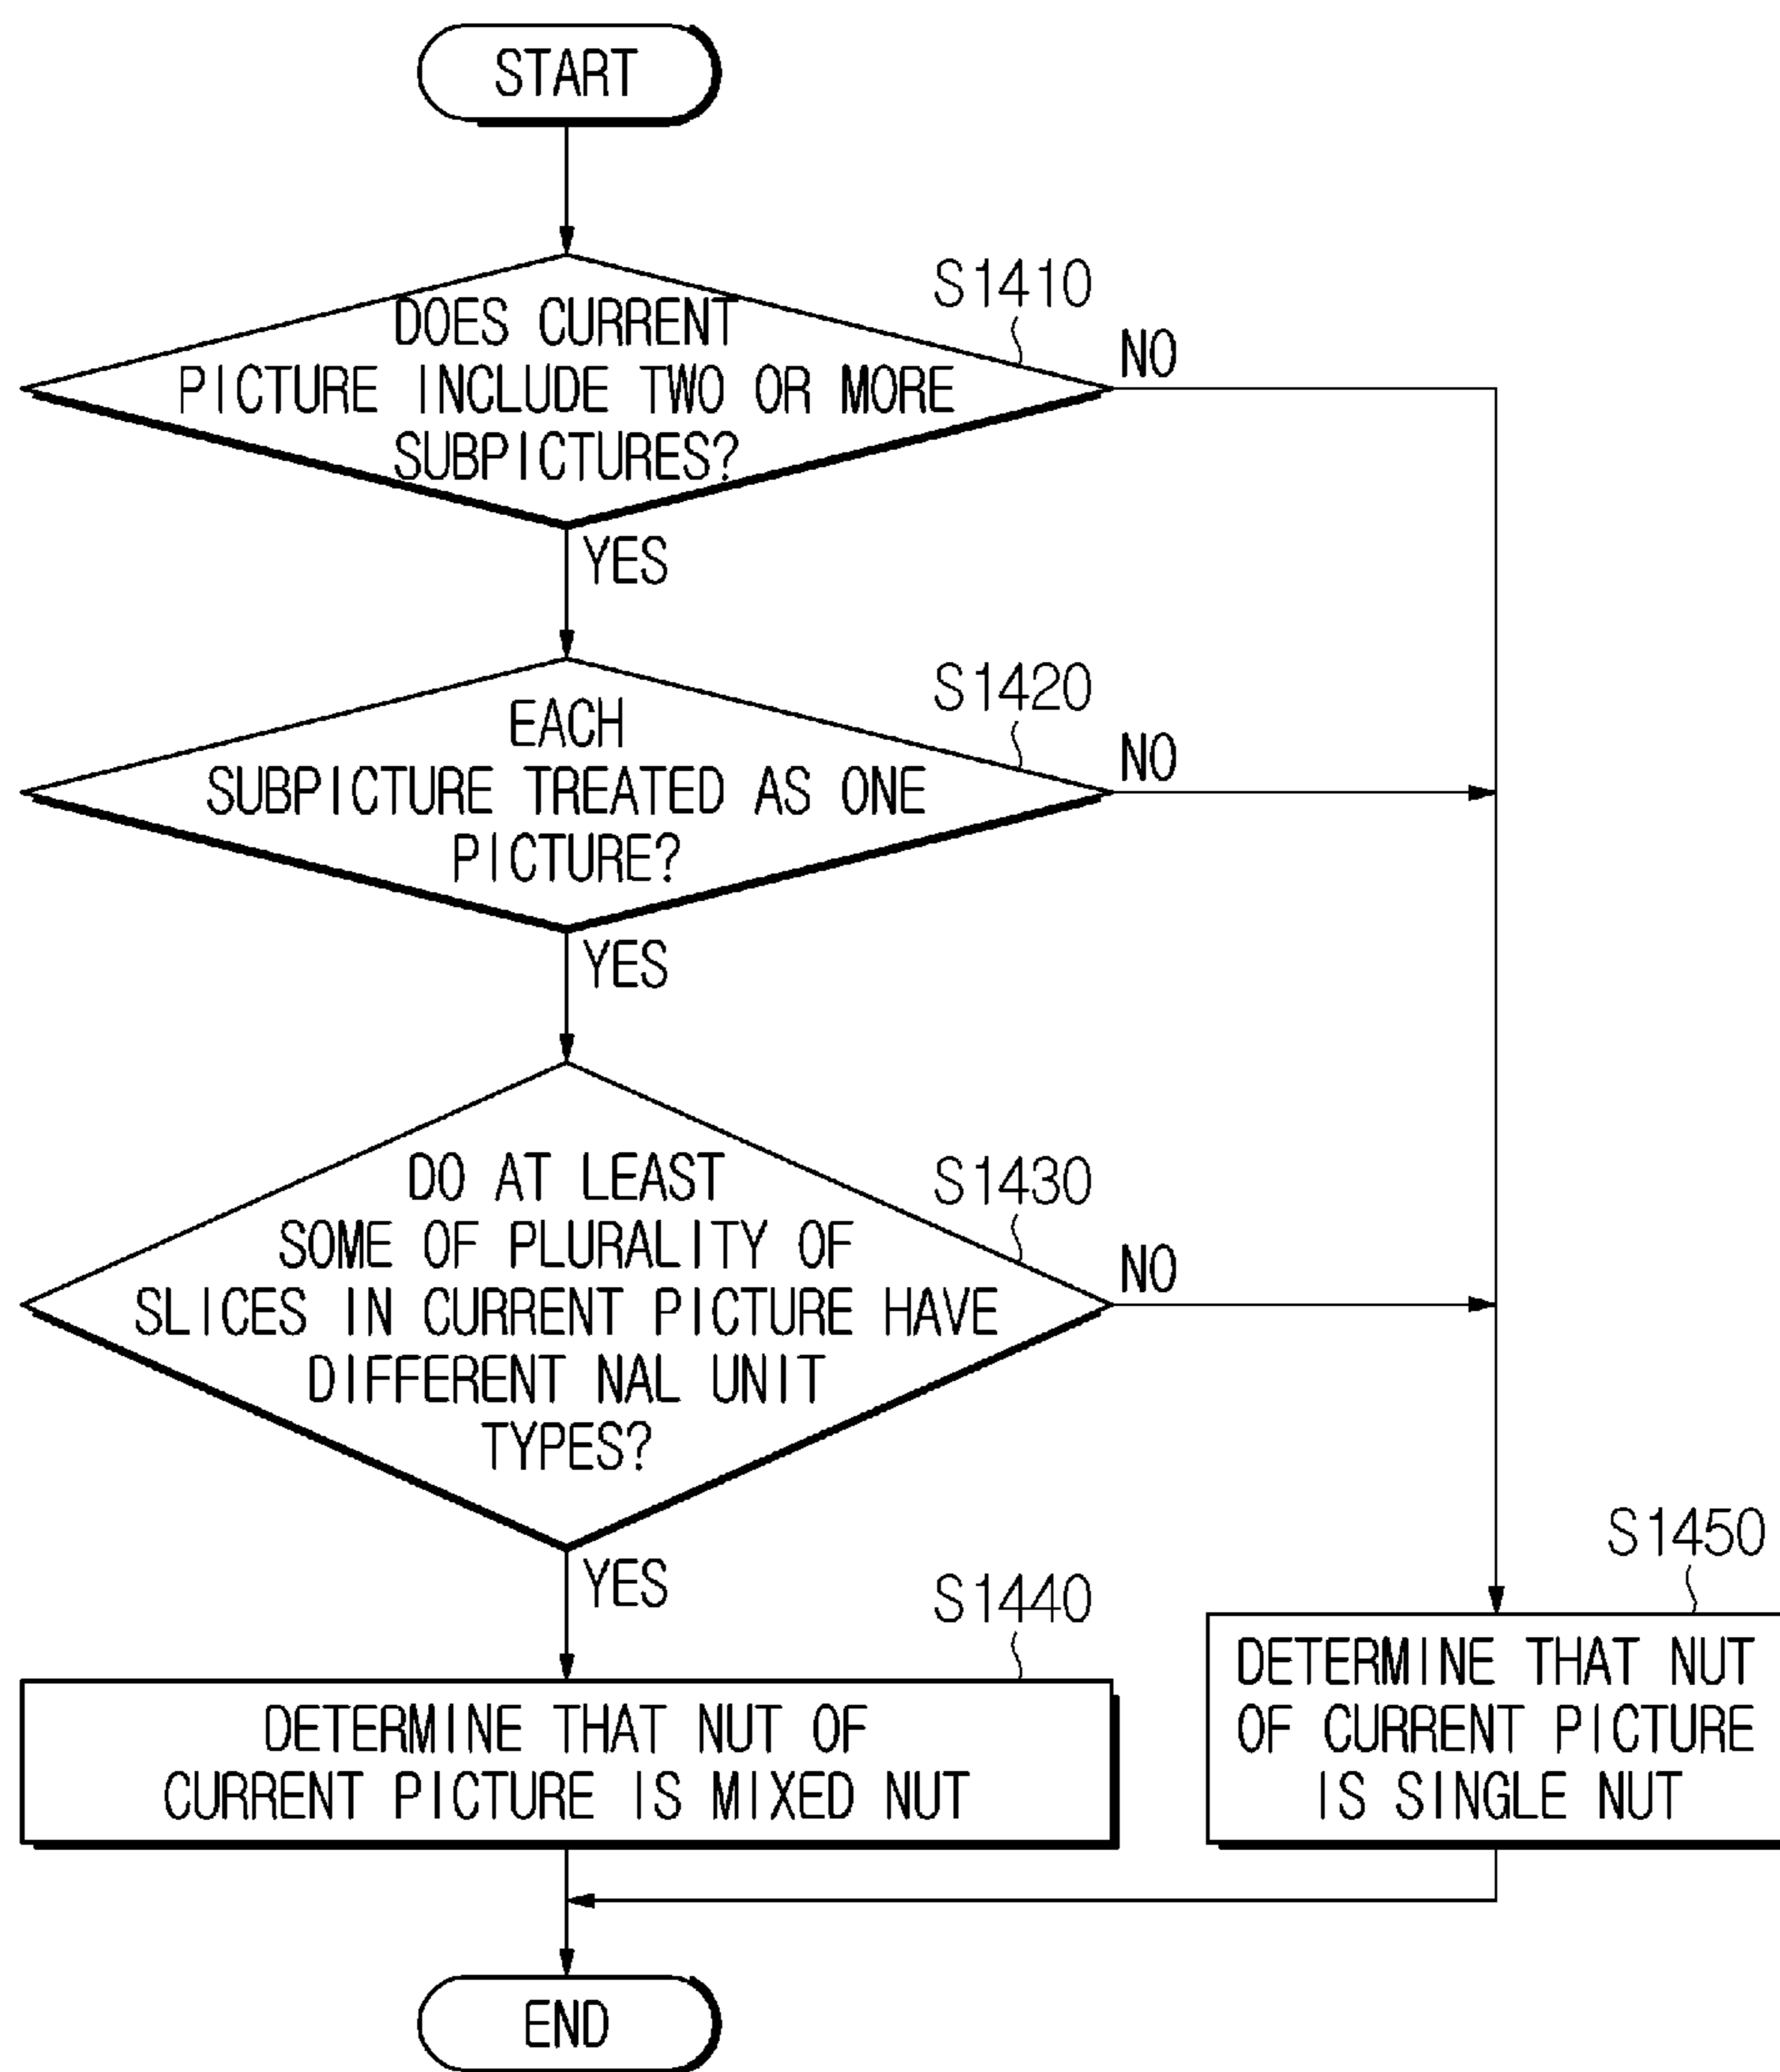 START
S1410
DOES CURRENT
PICTURE INCLUDE TWO OR MORE
SUBPICTURES?
NO
YES
S1420
EACH
SUBPICTURE TREATED AS ONE
PICTURE?
NO
YES
S1430
DO AT LEAST
SOME OF PLURALITY OF
SLICES IN CURRENT PICTURE HAVE
DIFFERENT NAL UNIT
TYPES?
NO
YES
S1440
DETERMINE THAT NUT OF
CURRENT PICTURE IS MIXED NUT
S1450
DETERMINE THAT NUT
OF CURRENT PICTURE
IS SINGLE NUT
END